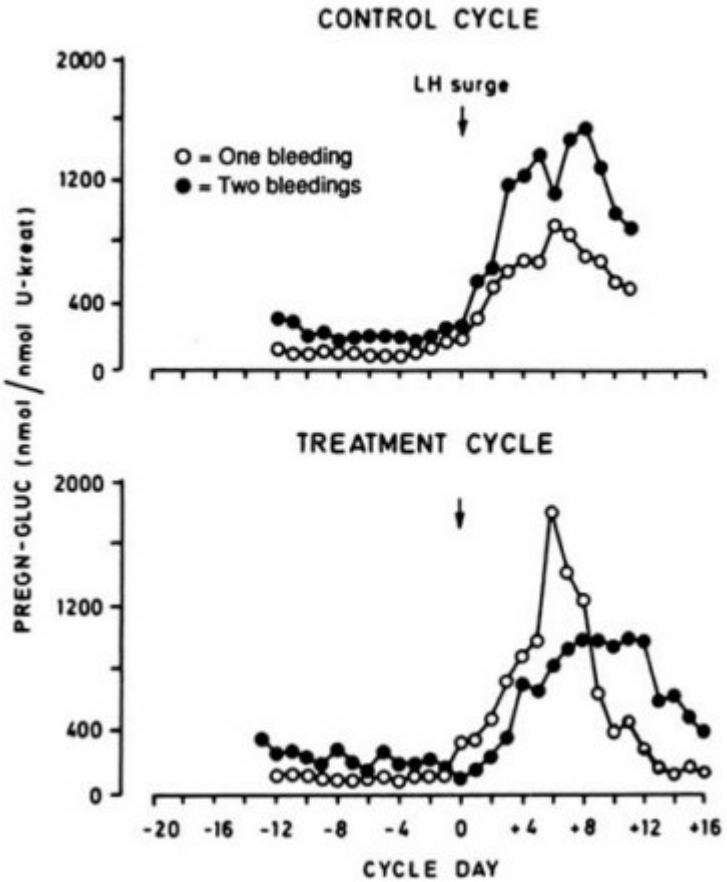 CONTROL CYCLE
2000
LH surge
○ = One bleeding
● = Two bleedings
1200
400
0
PREGN-GLUC (nmol/nmol U-kreat)
TREATMENT CYCLE
2000
1200
400
0
-20 -16 -12 -8 -4 0 +4 +8 +12 +16
CYCLE DAY